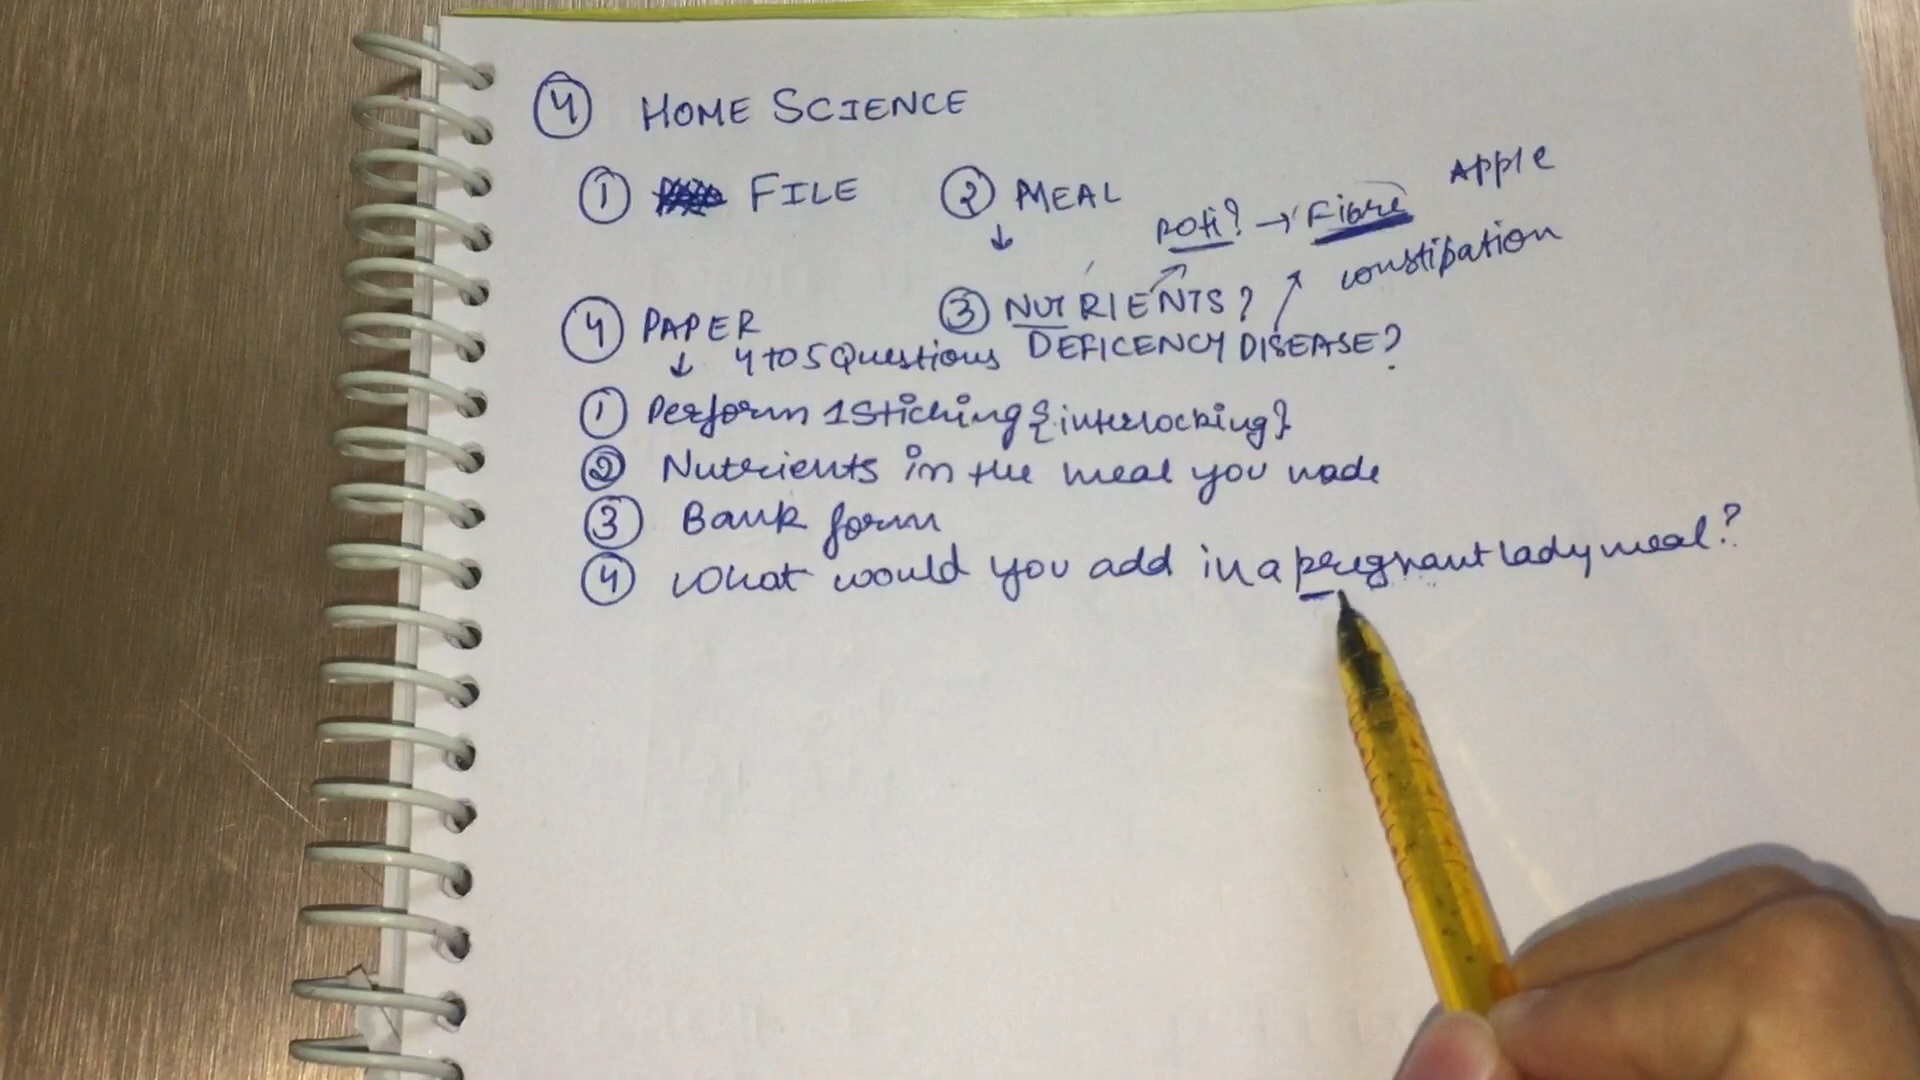 4 HOME SCIENCE
1 FILE
2 MEAL
↓
ROTI? → Fibre
Apple
constipation
3 NUTRIENTS?
DEFICENCY DISEASE?
4 PAPER
↓ 4 to 5 Questions
1 Perform 1 Stiching {interlocking}
2 Nutrients in the meal you made
3 Bank form
4 What would you add in a pregnant lady meal?